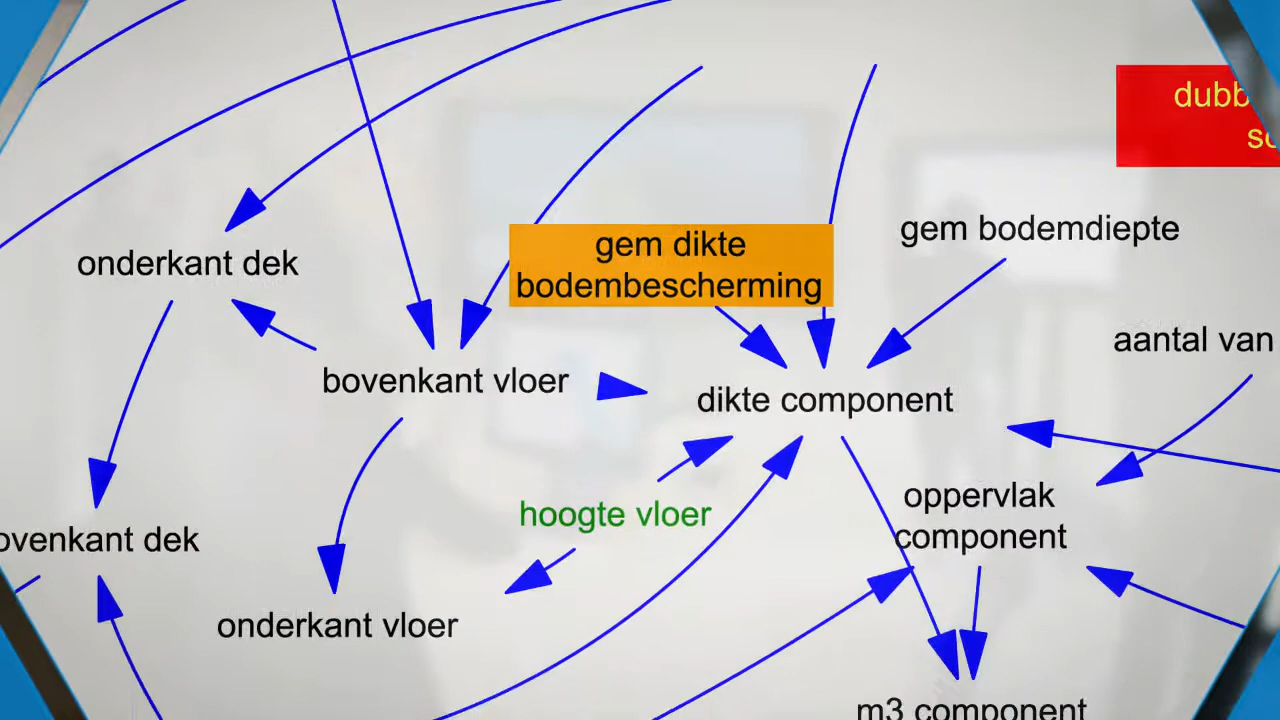 gem bodemdiepte
gem dikte
bodembescherming
onderkant dek
aantal van
bovenkant vloer
dikte component
oppervlak
component
hoogte vloer
ovenkant dek
onderkant vloer
m3 component